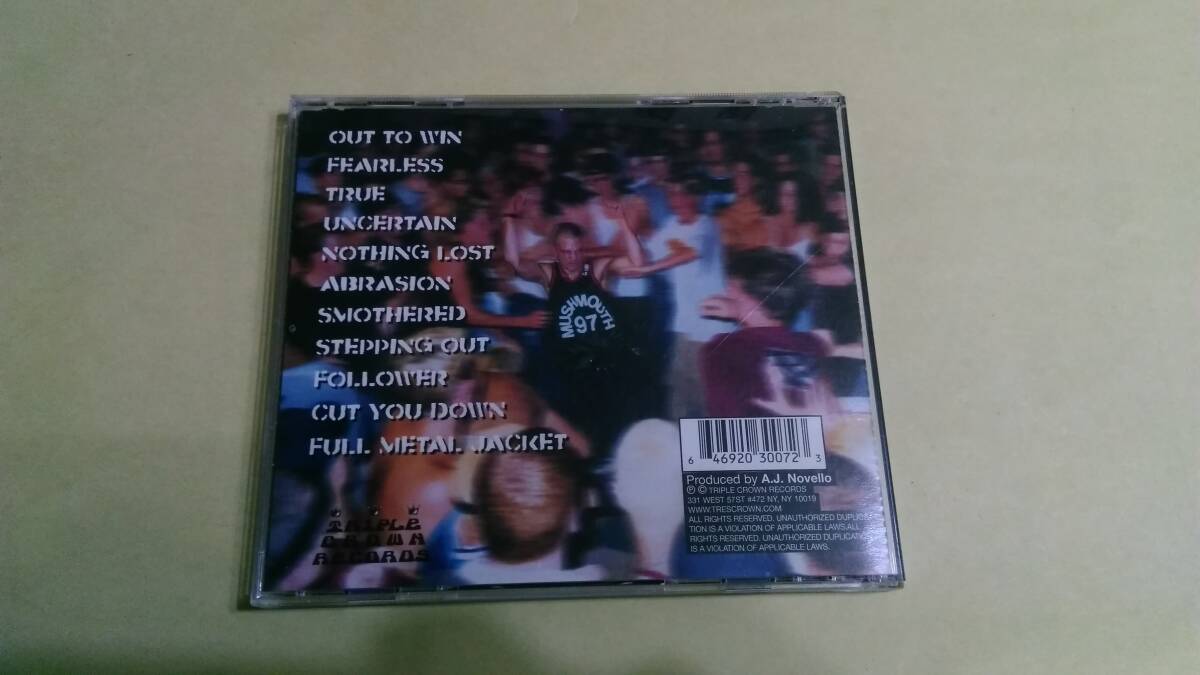 OUT TO WIN
FEARLESS
TRUE
UNCERTAIN
NOTHING LOST
ABRASION
SMOTHERED
STEPPING OUT
FOLLOWER
CUT YOU DOWN
FULL METAL JACKET
MUSHMOUTH
97
TRIPLE
CROWN
RECORDS
6 46920 30072 3
Produced by A.J. Novello
℗ © TRIPLE CROWN RECORDS
331 WEST 57ST #472 NY, NY 10019
WWW.TRESCROWN.COM
ALL RIGHTS RESERVED. UNAUTHORIZED DUPLICA-
TION IS A VIOLATION OF APPLICABLE LAWS.ALL
RIGHTS RESERVED. UNAUTHORIZED DUPLICATION
IS A VIOLATION OF APPLICABLE LAWS.